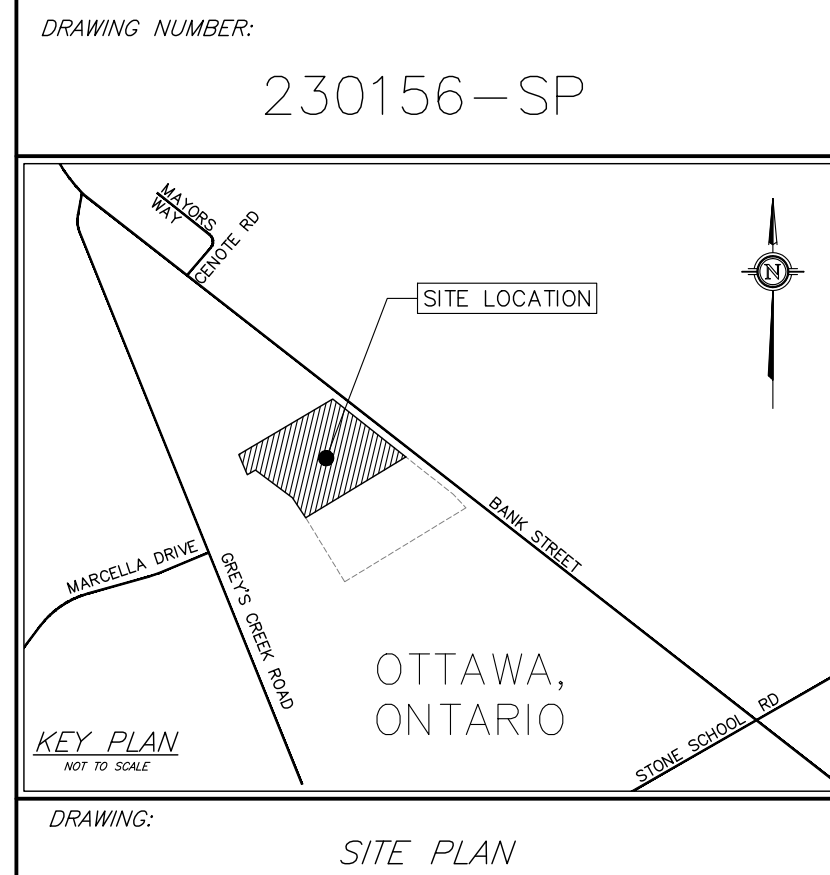 DRAWING NUMBER:
230156-SP
MAYORS
WAY
CENOTE RD
N
SITE LOCATION
BANK STREET
MARCELLA DRIVE
GREY'S CREEK ROAD
OTTAWA,
ONTARIO
STONE SCHOOL RD
KEY PLAN
NOT TO SCALE
DRAWING:
SITE PLAN